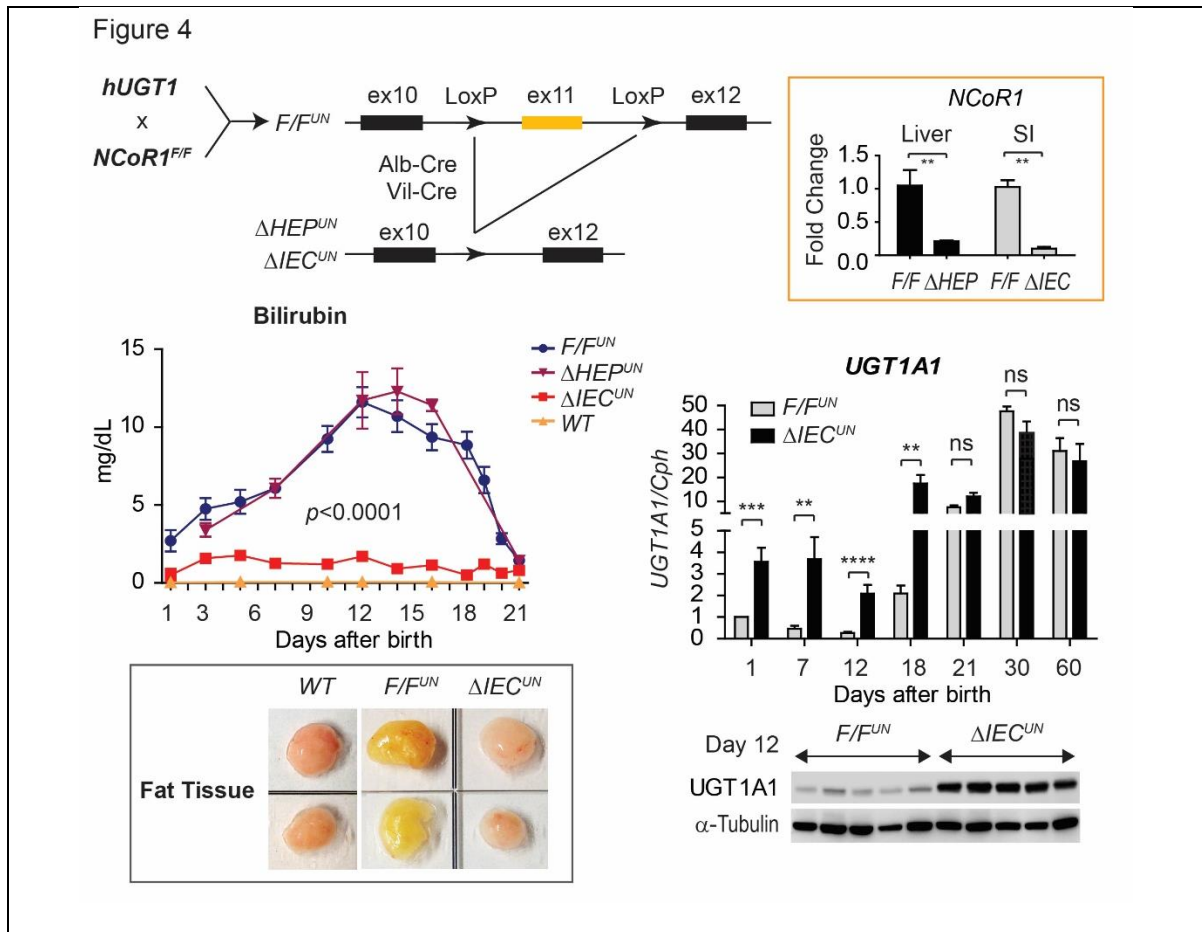 Figure 4
hUGT1
x
NCoR1F/F
F/FUN
ex10 LoxP ex11 LoxP ex12
Alb-Cre
Vil-Cre
ΔHEPUN
ΔIECUN
ex10 ex12
NCoR1
Liver SI
** **
Fold Change
1.5
1.0
0.5
0.0
F/F ΔHEP F/F ΔIEC
Bilirubin
mg/dL
15
10
5
0
F/FUN
ΔHEPUN
ΔIECUN
WT
p<0.0001
1 3 6 7 9 12 15 18 21
Days after birth
UGT1A1
F/FUN
ΔIECUN
UGT1A1/Cph
50
40
30
20
10
5
4
3
2
1
0
*** ** **** ** ns ns ns
1 7 12 18 21 30 60
Days after birth
WT F/FUN ΔIECUN
Fat Tissue
Day 12 F/FUN ΔIECUN
UGT1A1
α-Tubulin